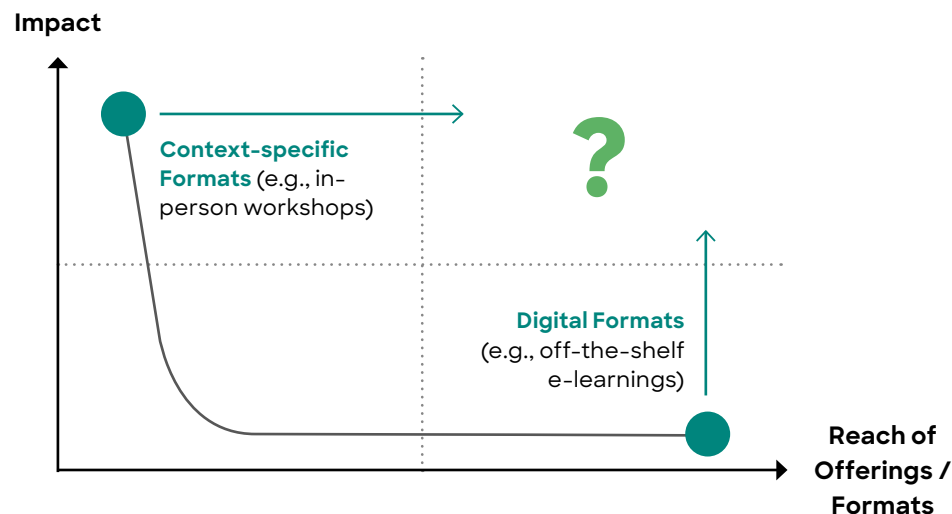 Impact
Context-specific
Formats (e.g., in-
person workshops)
?
Digital Formats
(e.g., off-the-shelf
e-learnings)
Reach of
Offerings /
Formats